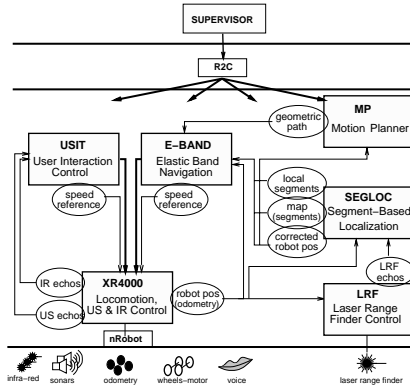 SUPERVISOR
R2C
geometric
path
MP
Motion Planner
USIT
User Interaction
Control
E-BAND
Elastic Band
Navigation
local
segments
map
(segments)
corrected
robot pos
SEGLOC
Segment-Based
Localization
speed
reference
speed
reference
LRF
echos
IR echos
US echos
XR4000
Locomotion,
US & IR Control
robot pos
(odometry)
LRF
Laser Range
Finder Control
nRobot
infra-red
sonars
odometry
wheels-motor
voice
laser range finder